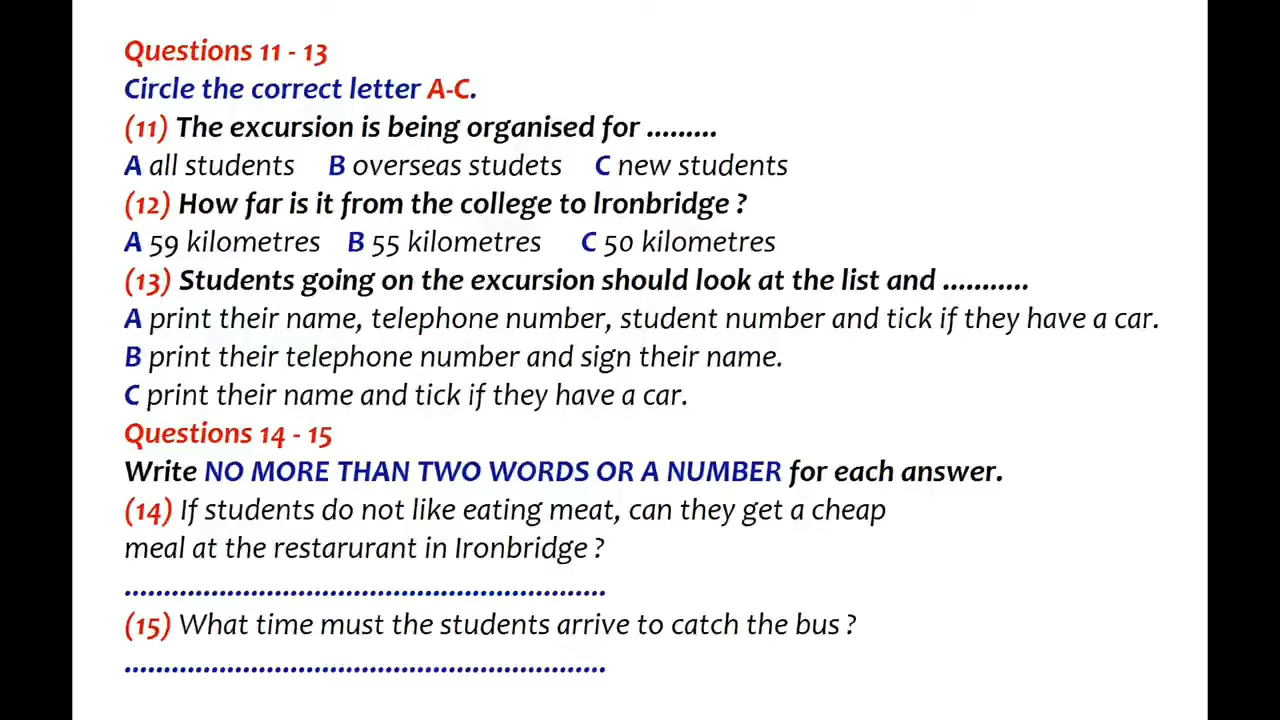 Questions 11 - 13
Circle the correct letter A-C.
(11) The excursion is being organised for .........
A all students B overseas studets C new students
(12) How far is it from the college to Ironbridge ?
A 59 kilometres B 55 kilometres C 50 kilometres
(13) Students going on the excursion should look at the list and ...........
A print their name, telephone number, student number and tick if they have a car.
B print their telephone number and sign their name.
C print their name and tick if they have a car.
Questions 14 - 15
Write NO MORE THAN TWO WORDS OR A NUMBER for each answer.
(14) If students do not like eating meat, can they get a cheap
meal at the restarurant in Ironbridge ?
..........................................................
(15) What time must the students arrive to catch the bus ?
..........................................................